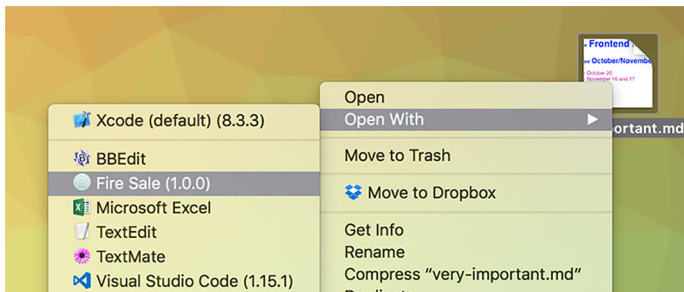 Frontend
October/November
October 20
November 16 and 17
portant.md
Open
Open With
Move to Trash
Move to Dropbox
Get Info
Rename
Compress “very-important.md”
Xcode (default) (8.3.3)
BBEdit
Fire Sale (1.0.0)
Microsoft Excel
TextEdit
TextMate
Visual Studio Code (1.15.1)